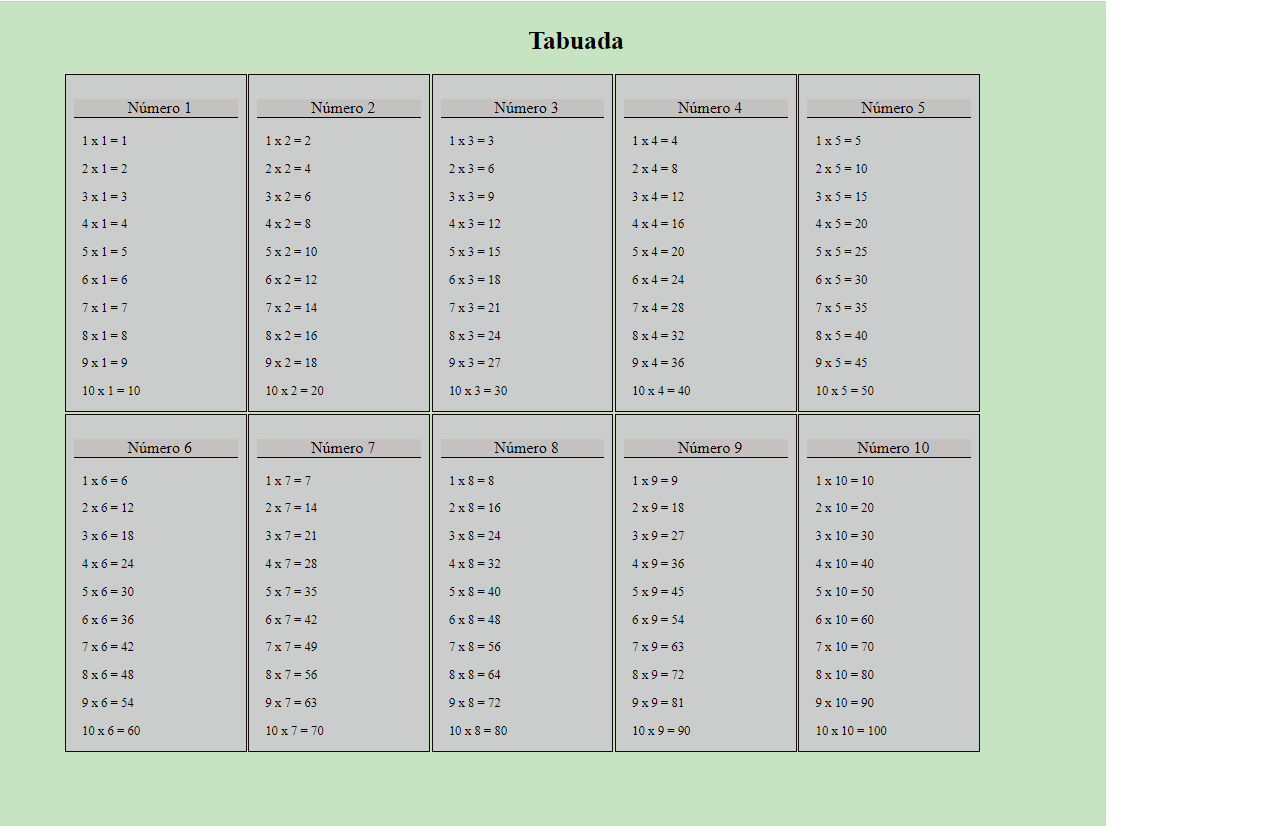 Tabuada
Número 1
1 x 1 = 1
2 x 1 = 2
3 x 1 = 3
4 x 1 = 4
5 x 1 = 5
6 x 1 = 6
7 x 1 = 7
8 x 1 = 8
9 x 1 = 9
10 x 1 = 10
Número 2
1 x 2 = 2
2 x 2 = 4
3 x 2 = 6
4 x 2 = 8
5 x 2 = 10
6 x 2 = 12
7 x 2 = 14
8 x 2 = 16
9 x 2 = 18
10 x 2 = 20
Número 3
1 x 3 = 3
2 x 3 = 6
3 x 3 = 9
4 x 3 = 12
5 x 3 = 15
6 x 3 = 18
7 x 3 = 21
8 x 3 = 24
9 x 3 = 27
10 x 3 = 30
Número 4
1 x 4 = 4
2 x 4 = 8
3 x 4 = 12
4 x 4 = 16
5 x 4 = 20
6 x 4 = 24
7 x 4 = 28
8 x 4 = 32
9 x 4 = 36
10 x 4 = 40
Número 5
1 x 5 = 5
2 x 5 = 10
3 x 5 = 15
4 x 5 = 20
5 x 5 = 25
6 x 5 = 30
7 x 5 = 35
8 x 5 = 40
9 x 5 = 45
10 x 5 = 50
Número 6
1 x 6 = 6
2 x 6 = 12
3 x 6 = 18
4 x 6 = 24
5 x 6 = 30
6 x 6 = 36
7 x 6 = 42
8 x 6 = 48
9 x 6 = 54
10 x 6 = 60
Número 7
1 x 7 = 7
2 x 7 = 14
3 x 7 = 21
4 x 7 = 28
5 x 7 = 35
6 x 7 = 42
7 x 7 = 49
8 x 7 = 56
9 x 7 = 63
10 x 7 = 70
Número 8
1 x 8 = 8
2 x 8 = 16
3 x 8 = 24
4 x 8 = 32
5 x 8 = 40
6 x 8 = 48
7 x 8 = 56
8 x 8 = 64
9 x 8 = 72
10 x 8 = 80
Número 9
1 x 9 = 9
2 x 9 = 18
3 x 9 = 27
4 x 9 = 36
5 x 9 = 45
6 x 9 = 54
7 x 9 = 63
8 x 9 = 72
9 x 9 = 81
10 x 9 = 90
Número 10
1 x 10 = 10
2 x 10 = 20
3 x 10 = 30
4 x 10 = 40
5 x 10 = 50
6 x 10 = 60
7 x 10 = 70
8 x 10 = 80
9 x 10 = 90
10 x 10 = 100